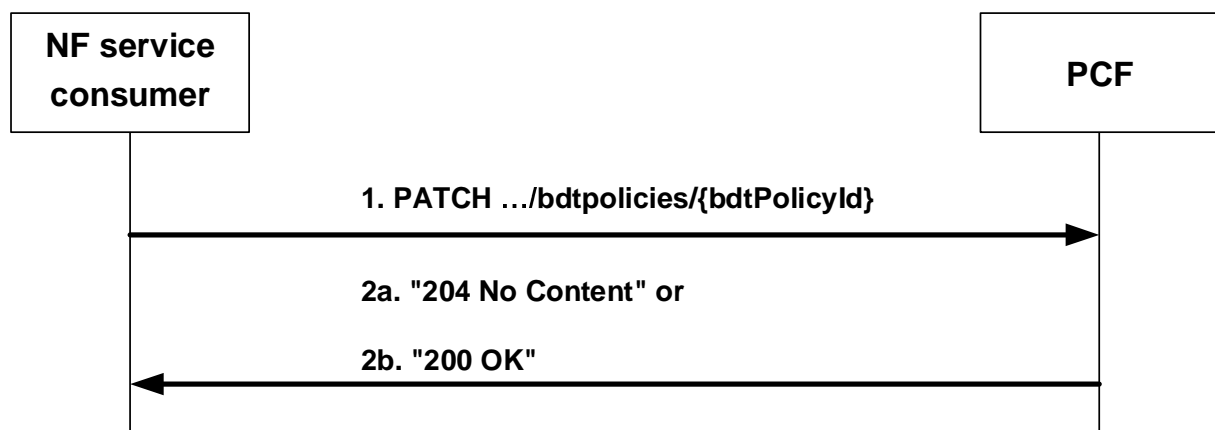 NF service
consumer
PCF
1. PATCH …/bdtpolicies/{bdtPolicyId}
2a. "204 No Content" or
2b. "200 OK"